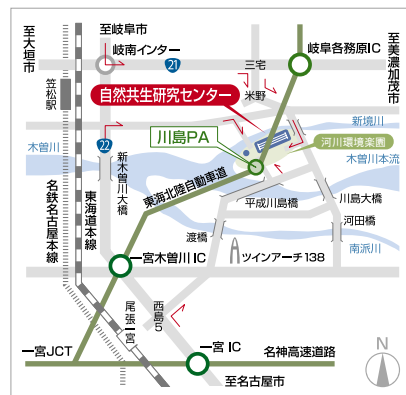 至大垣市
至岐阜市
岐南インター
21
岐阜各務原IC
至美濃加茂市
三宅
米野
笠松駅
自然共生研究センター
新境川
川島PA
河川環境楽園
22
木曽川
木曽川本流
新木曽川大橋
東海北陸自動車道
平成川島橋
川島大橋
河田橋
渡橋
名鉄名古屋本線
東海道本線
ツインアーチ138
南派川
一宮木曽川IC
尾張一宮
西島5
一宮JCT
一宮 IC
名神高速道路
至名古屋市
N